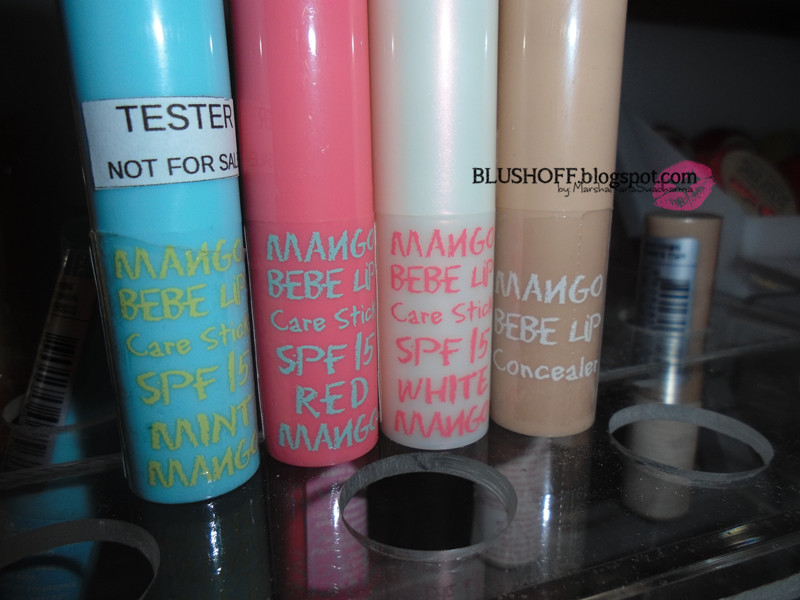 TESTER
NOT FOR SAL
MANGO
BEBE LiP
Care Stick
SPF 15
MINT
MANGO
MANGO
BEBE LiP
Care Stick
SPF 15
RED
MANGO
MANGO
BEBE LiP
Care Stick
SPF 15
WHITE
MANGO
MANGO
BEBE LiP
Concealer
BLUSHOFF.blogspot.com